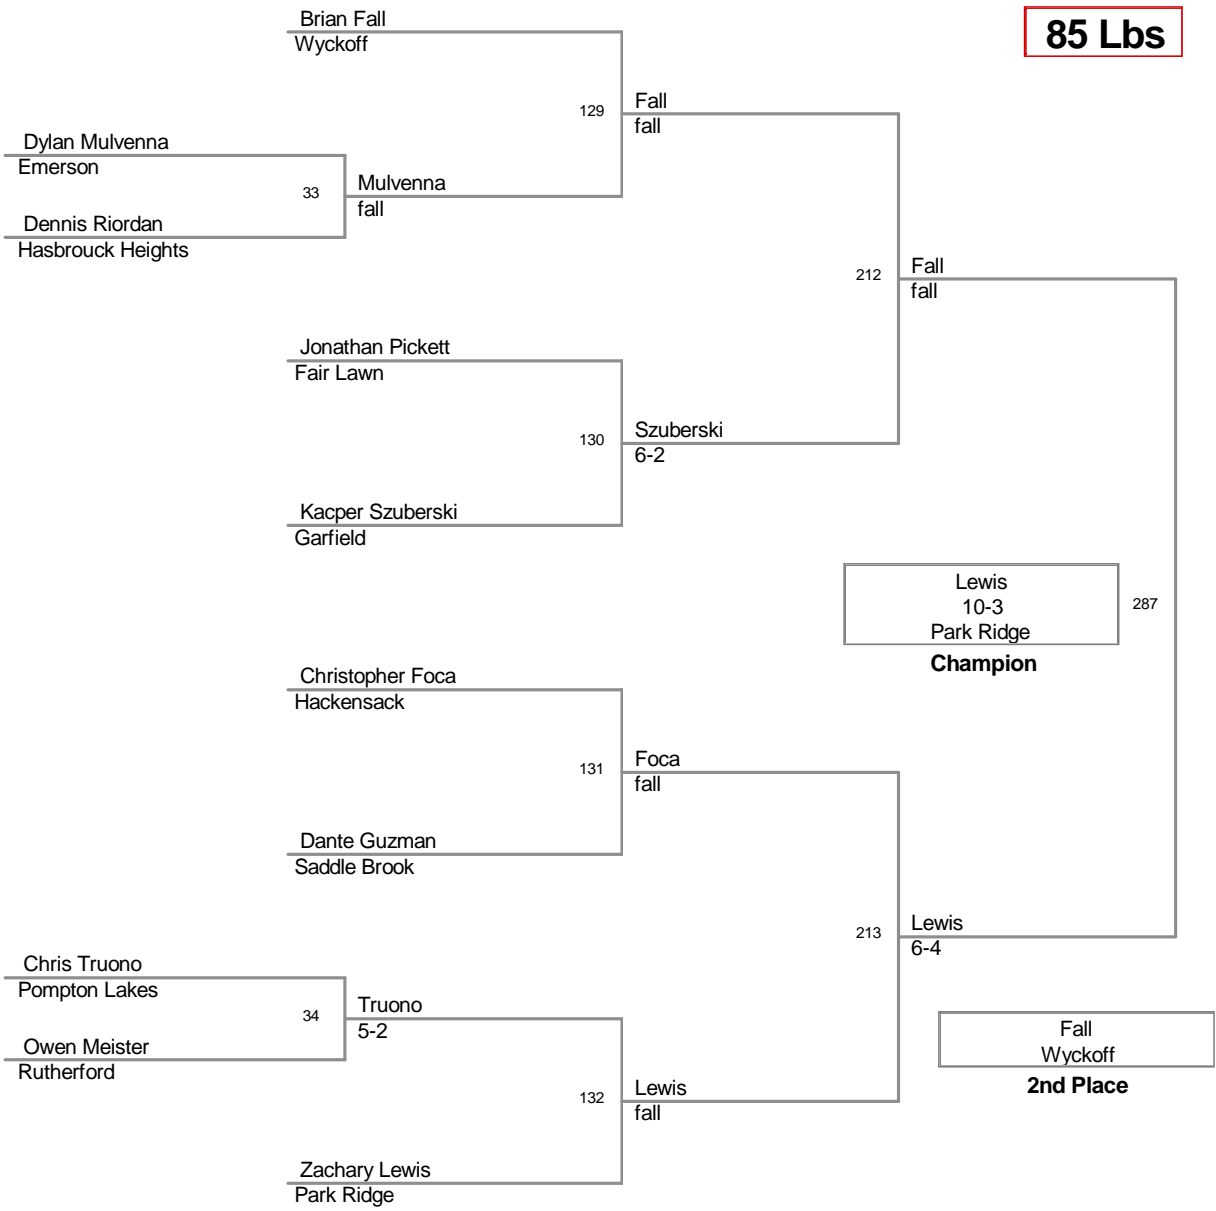 Brian Fall
Wyckoff
85 Lbs
129
Fall
fall
Dylan Mulvenna
Emerson
33
Mulvenna
fall
Dennis Riordan
Hasbrouck Heights
212
Fall
fall
Jonathan Pickett
Fair Lawn
130
Szuberski
6-2
Kacper Szuberski
Garfield
Lewis
10-3
Park Ridge
287
Champion
Christopher Foca
Hackensack
131
Foca
fall
Dante Guzman
Saddle Brook
213
Lewis
6-4
Chris Truono
Pompton Lakes
34
Truono
5-2
Owen Meister
Rutherford
Fall
Wyckoff
2nd Place
132
Lewis
fall
Zachary Lewis
Park Ridge